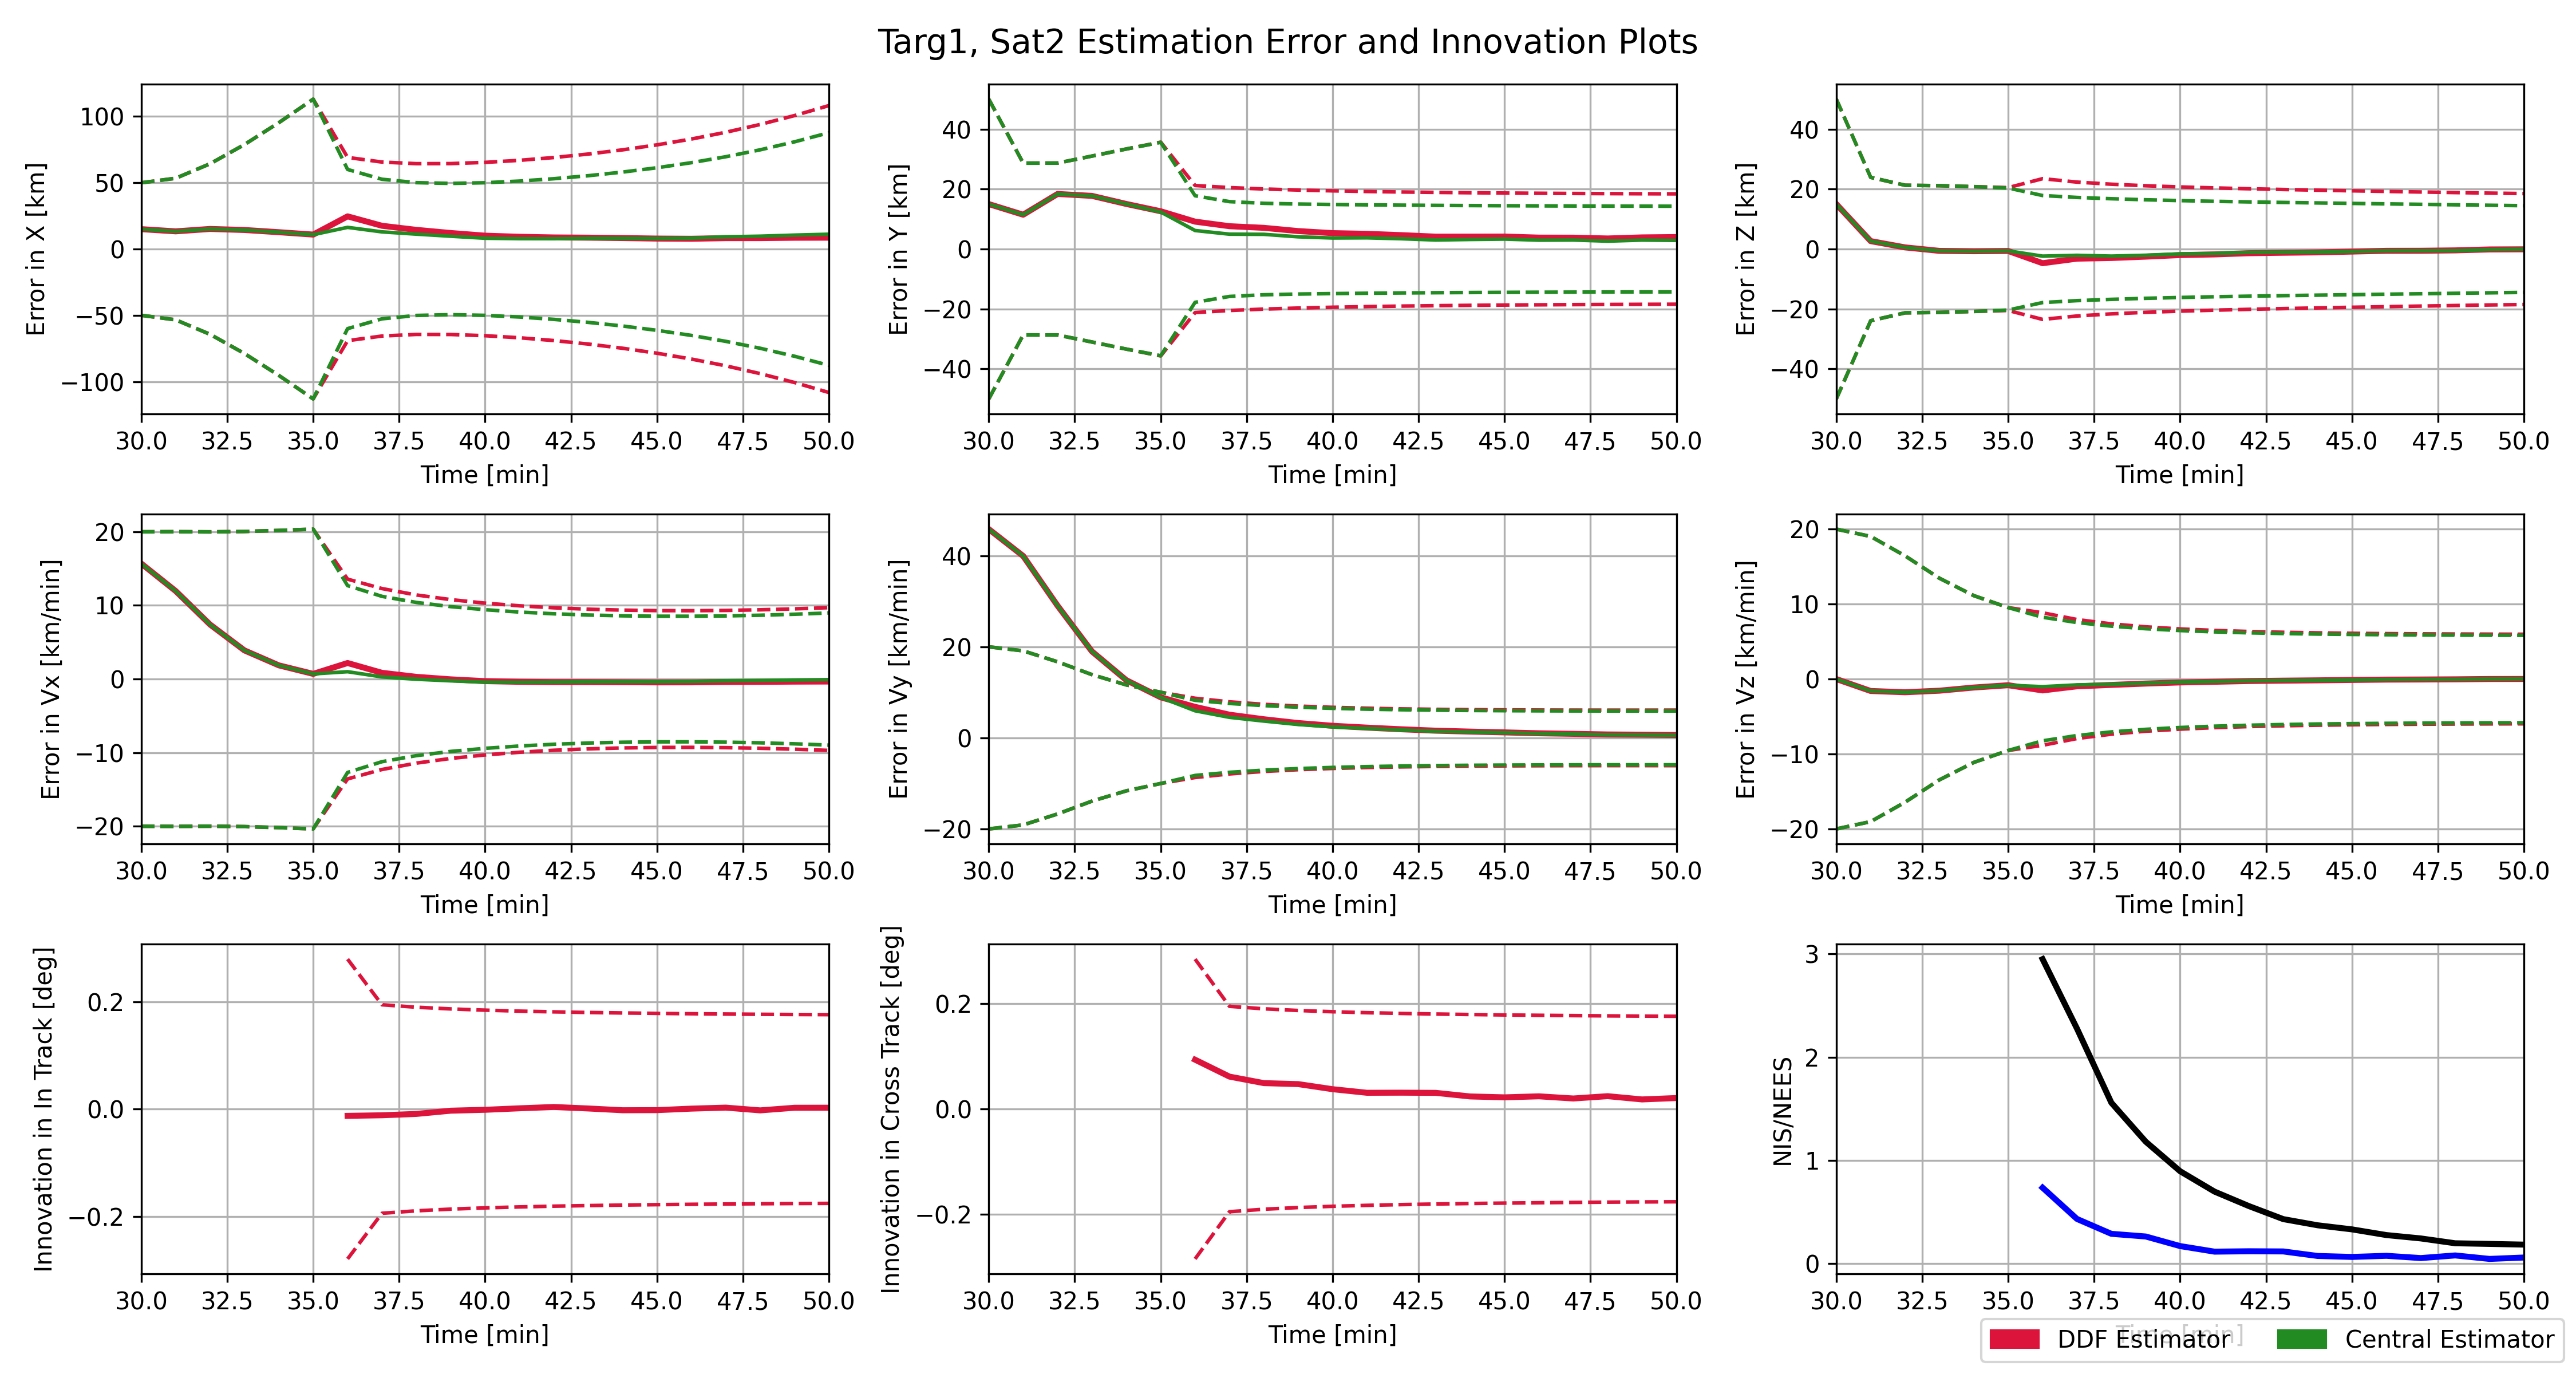 Targ1, Sat2 Estimation Error and Innovation Plots
Error in X [km]
100
50
0
−50
−100
30.0 32.5 35.0 37.5 40.0 42.5 45.0 47.5 50.0
Time [min]
Error in Y [km]
40
20
0
−20
−40
30.0 32.5 35.0 37.5 40.0 42.5 45.0 47.5 50.0
Time [min]
Error in Z [km]
40
20
0
−20
−40
30.0 32.5 35.0 37.5 40.0 42.5 45.0 47.5 50.0
Time [min]
Error in Vx [km/min]
20
10
0
−10
−20
30.0 32.5 35.0 37.5 40.0 42.5 45.0 47.5 50.0
Time [min]
Error in Vy [km/min]
40
20
0
−20
30.0 32.5 35.0 37.5 40.0 42.5 45.0 47.5 50.0
Time [min]
Error in Vz [km/min]
20
10
0
−10
−20
30.0 32.5 35.0 37.5 40.0 42.5 45.0 47.5 50.0
Time [min]
Innovation in In Track [deg]
0.2
0.0
−0.2
30.0 32.5 35.0 37.5 40.0 42.5 45.0 47.5 50.0
Time [min]
Innovation in Cross Track [deg]
0.2
0.0
−0.2
30.0 32.5 35.0 37.5 40.0 42.5 45.0 47.5 50.0
Time [min]
NIS/NEES
3
2
1
0
30.0 32.5 35.0 37.5 40.0 42.5 45.0 47.5 50.0
Time [min]
DDF Estimator
Central Estimator